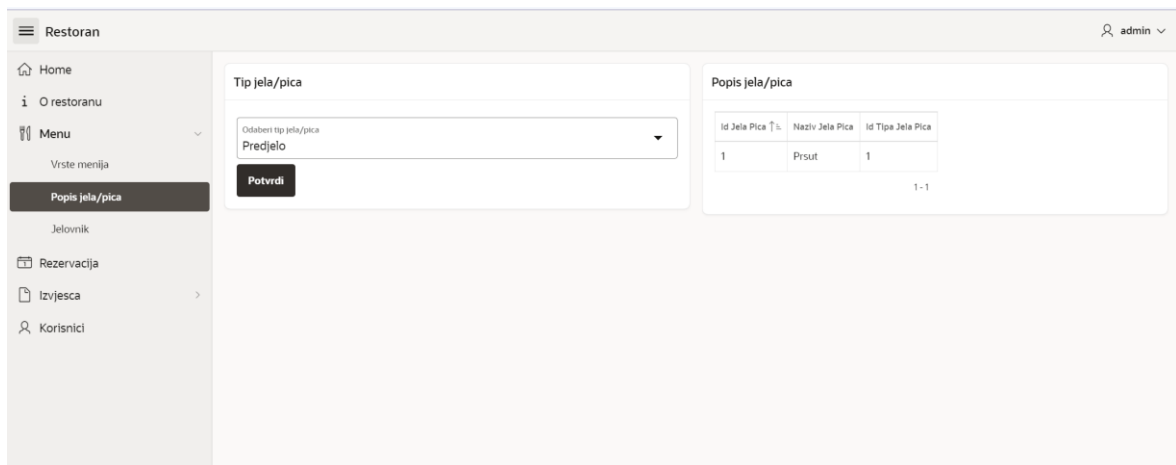 Restoran
admin
Home
O restoranu
Menu
Vrste menija
Popis jela/pica
Jelovnik
Rezervacija
Izvjesca
Korisnici
Tip jela/pica
Odaberi tip jela/pica
Predjelo
Potvrdi
Popis jela/pica
Id Jela Pica Naziv Jela Pica Id Tipa Jela Pica
1 Prsut 1
1 - 1